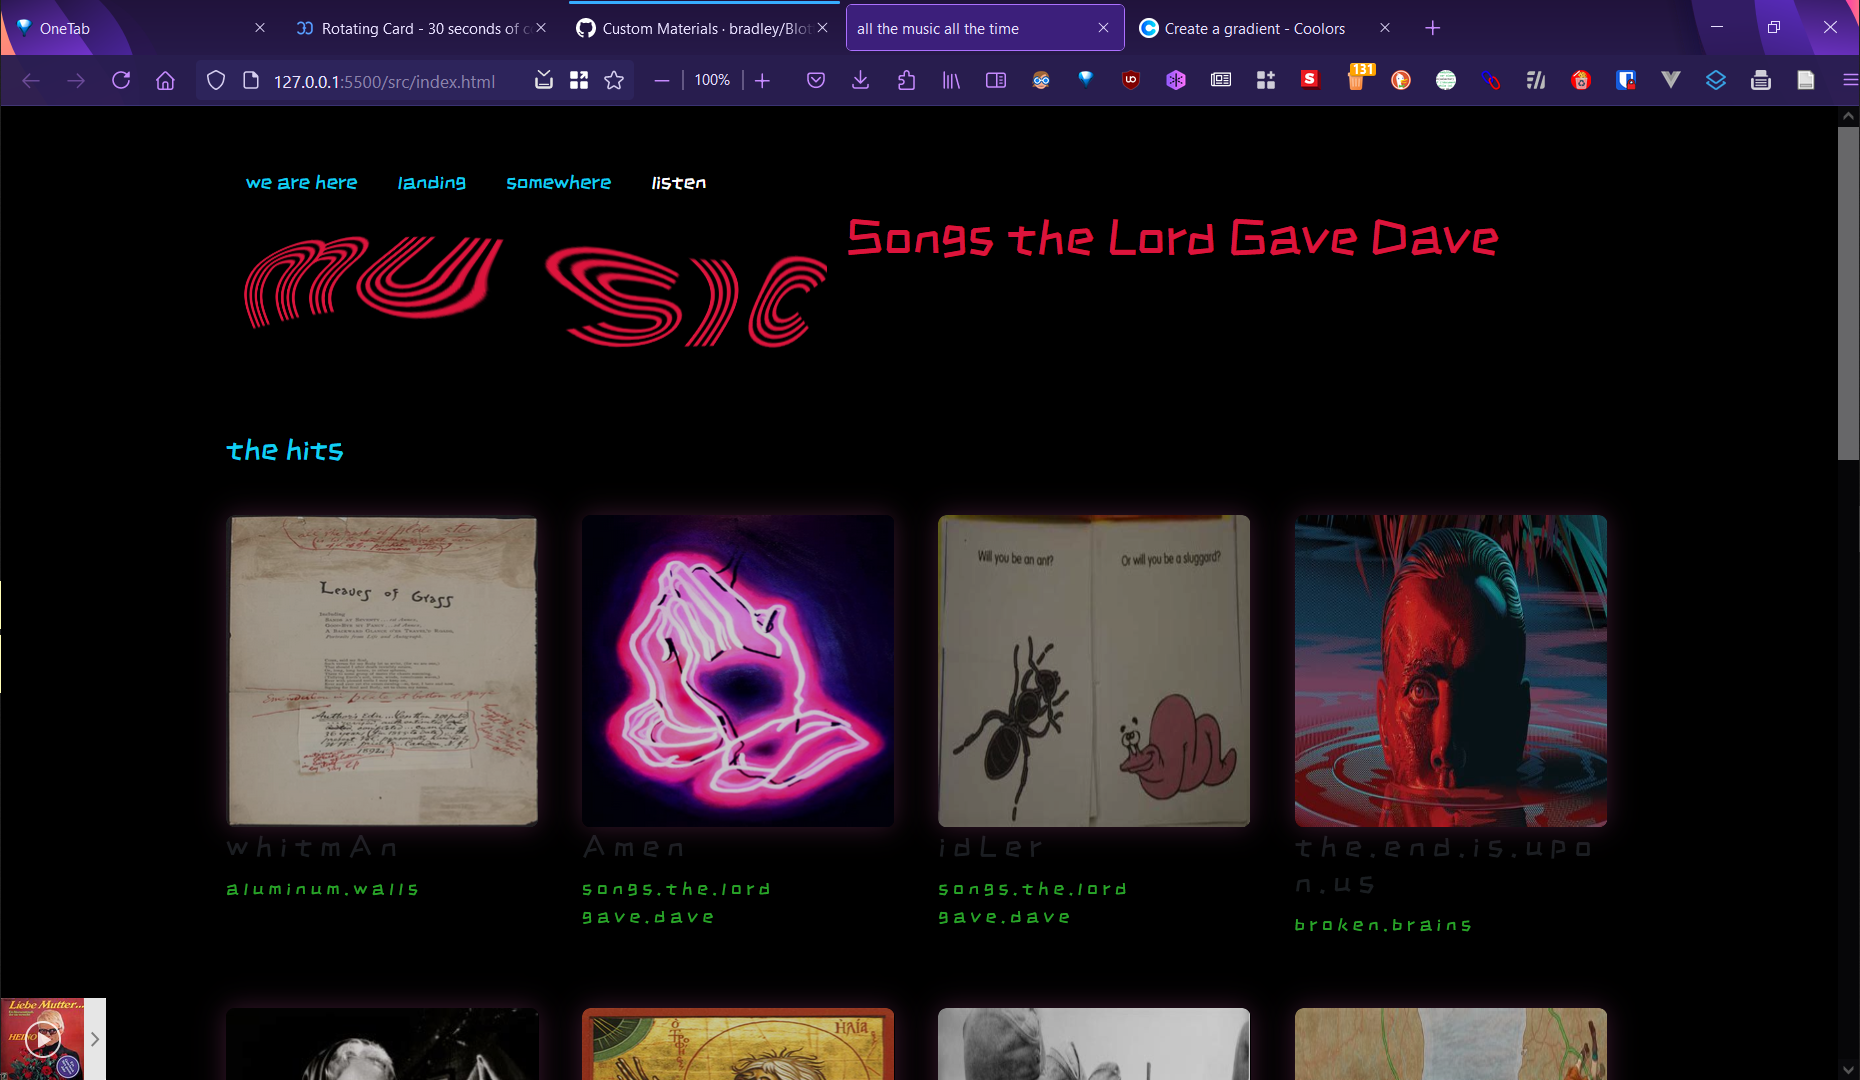 OneTab
Rotating Card - 30 seconds of c
Custom Materials · bradley/Blot
all the music all the time
Create a gradient - Coolors
127.0.0.1:5500/src/index.html
100%
131
we are here
landing
somewhere
listen
music
Songs the Lord Gave Dave
the hits
Leaves of Grass
Will you be an ant?
Or will you be a sluggard?
whitmAn
Amen
idLer
the.end.is.upo
n.us
aluminum.walls
songs.the.lord
gave.dave
songs.the.lord
gave.dave
broken.brains
Liebe Mutter...
HEINO
ΗΛΙΑ